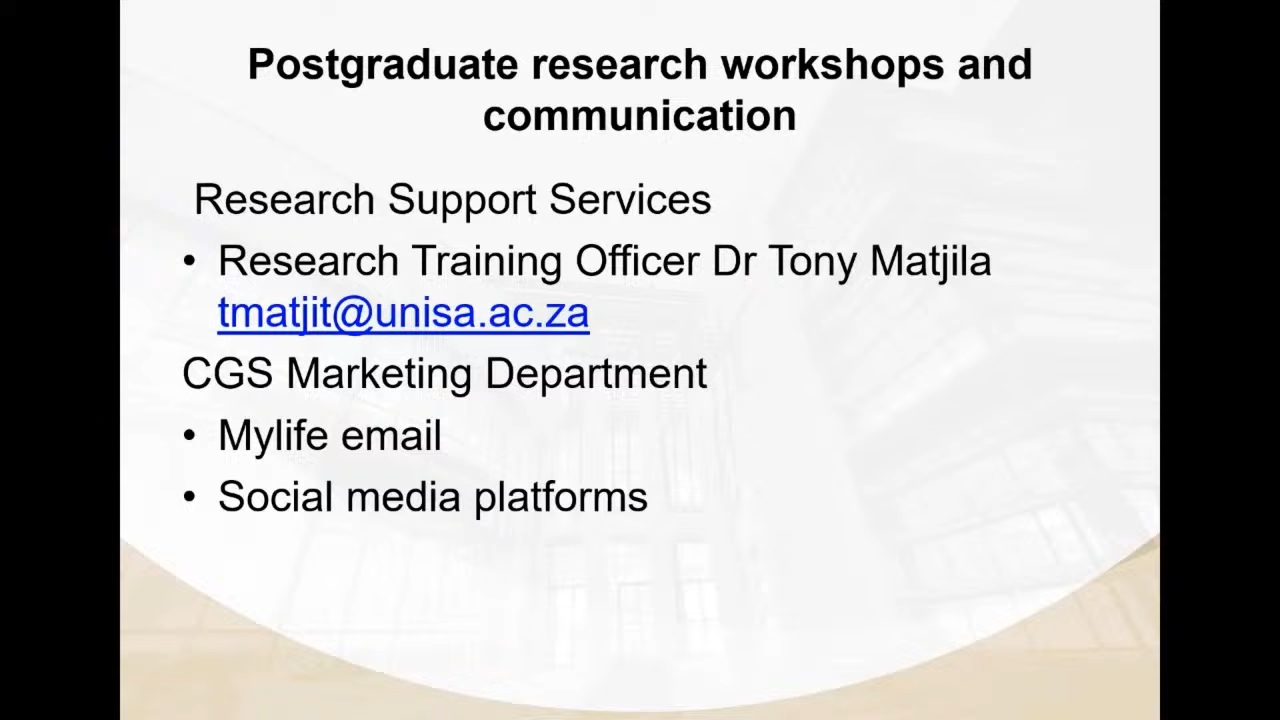 Postgraduate research workshops and
communication
Research Support Services
• Research Training Officer Dr Tony Matjila
tmatjit@unisa.ac.za
CGS Marketing Department
• Mylife email
• Social media platforms